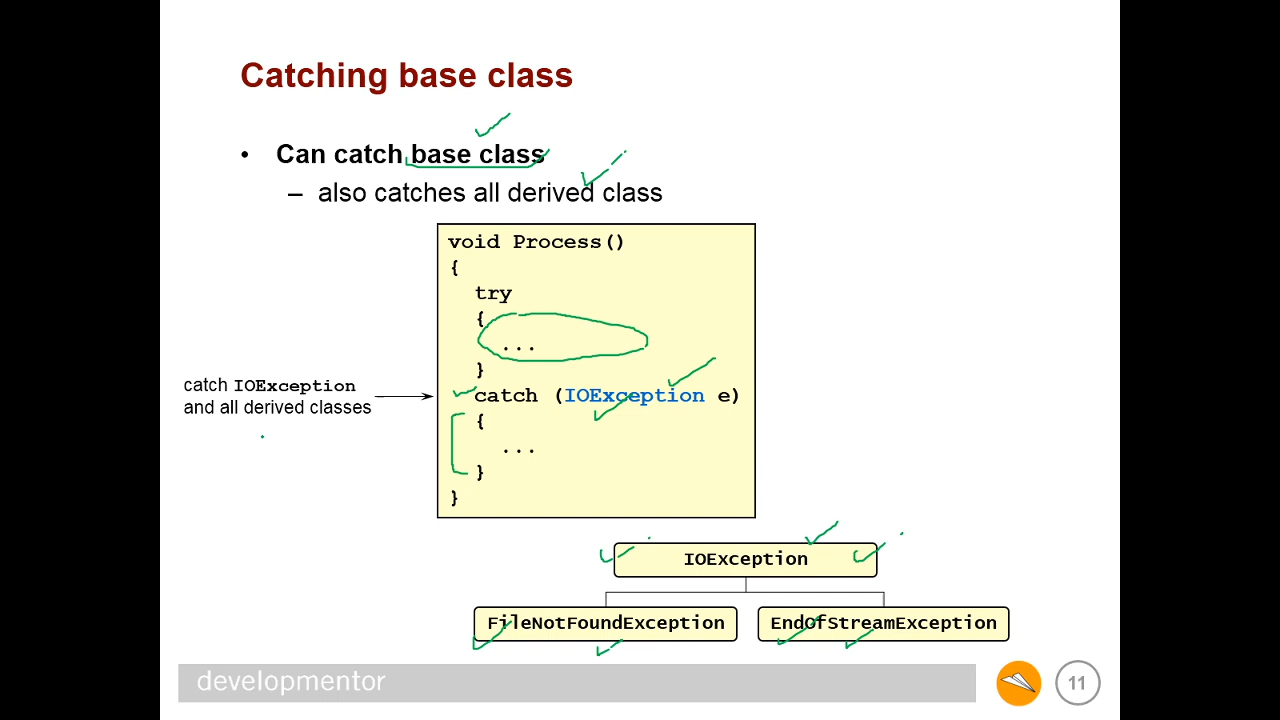 Catching base class
• Can catch base class
– also catches all derived class
void Process()
{
try
{
...
}
catch (IOException e)
{
...
}
}
catch IOException
and all derived classes
IOException
FileNotFoundException
EndOfStreamException
developmentor
11